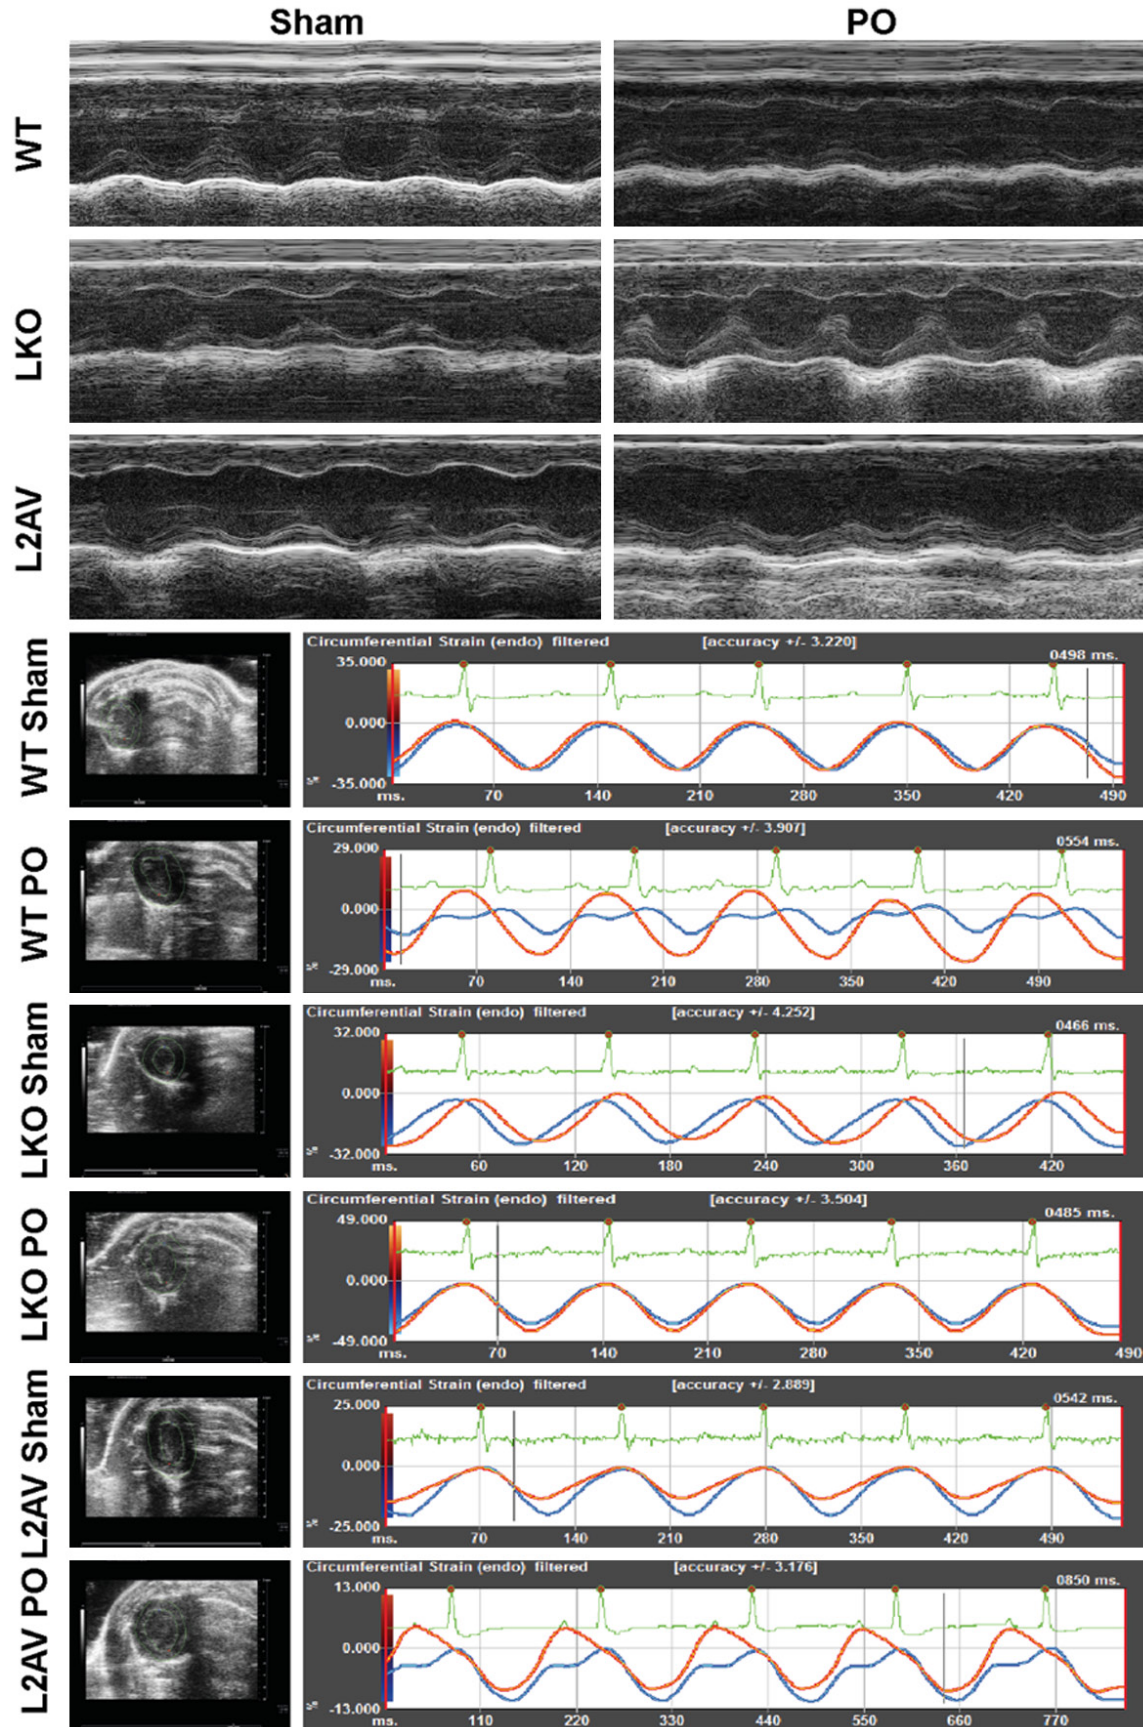 Sham PO
WT
LKO
L2AV
WT Sham
Circumferential Strain (endo) filtered [accuracy +/- 3.220]
0498 ms.
35.000
0.000
-35.000
ms. 70 140 210 280 350 420 490
WT PO
Circumferential Strain (endo) filtered [accuracy +/- 3.907]
0554 ms.
29.000
0.000
-29.000
ms. 70 140 210 280 350 420 490
LKO Sham
Circumferential Strain (endo) filtered [accuracy +/- 4.252]
0466 ms.
32.000
0.000
-32.000
ms. 60 120 180 240 300 360 420
LKO PO
Circumferential Strain (endo) filtered [accuracy +/- 3.504]
0485 ms.
49.000
0.000
-49.000
ms. 70 140 210 280 350 420 490
L2AV Sham
Circumferential Strain (endo) filtered [accuracy +/- 2.889]
0542 ms.
25.000
0.000
-25.000
ms. 70 140 210 280 350 420 490
L2AV PO
Circumferential Strain (endo) filtered [accuracy +/- 3.176]
0850 ms.
13.000
0.000
-13.000
ms. 110 220 330 440 550 660 770